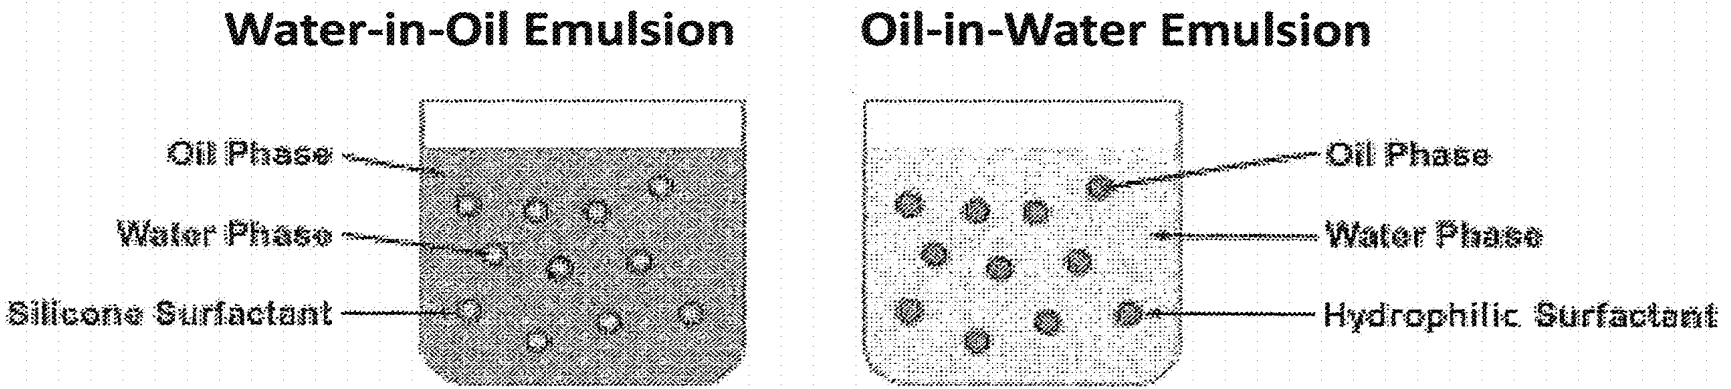 Water-in-Oil Emulsion
Oil Phase
Water Phase
Silicone Surfactant
Oil-in-Water Emulsion
Oil Phase
Water Phase
Hydrophilic Surfactant